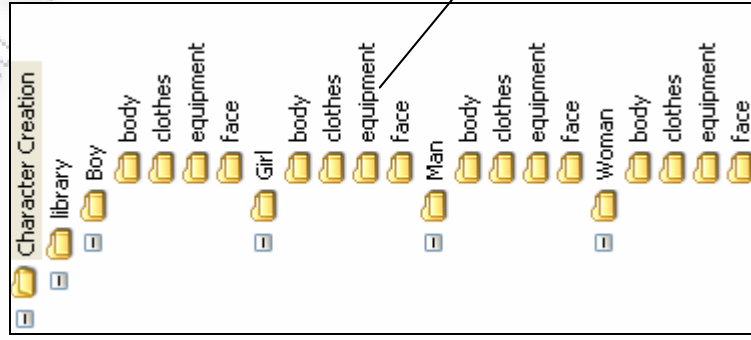 Character Creation
library
Boy
body
clothes
equipment
Face
Girl
body
clothes
equipment
Face
Man
body
clothes
equipment
Face
Woman
body
clothes
equipment
Face